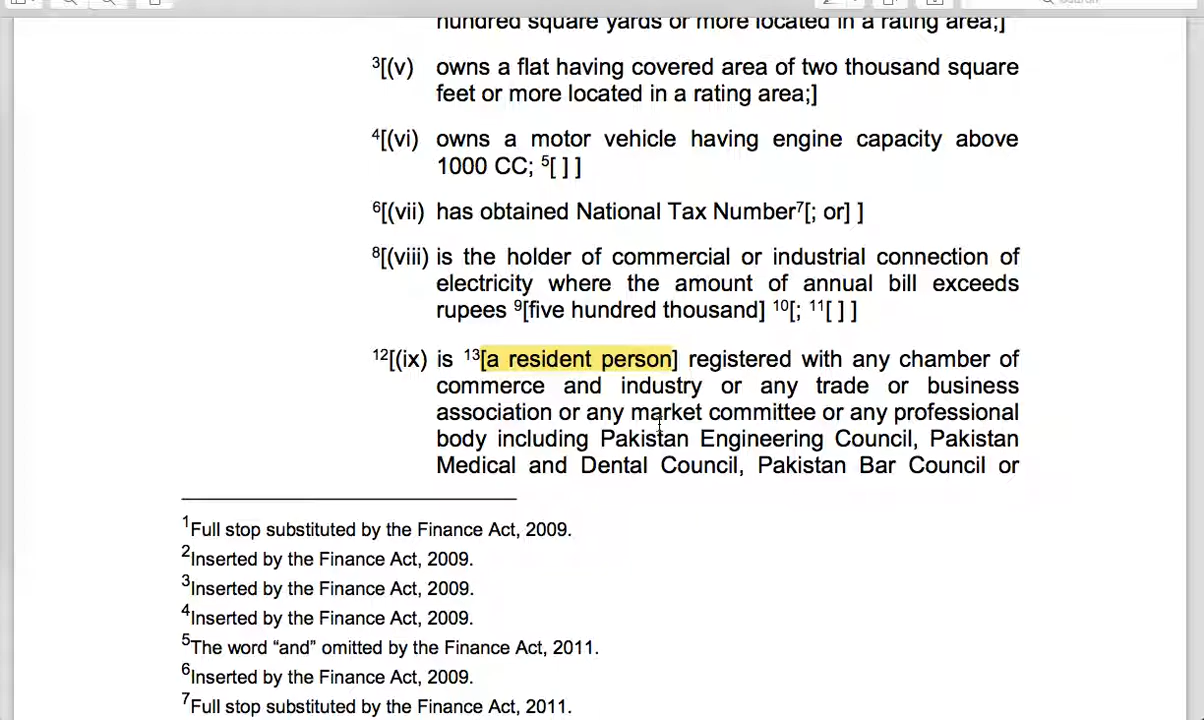 hundred square yards or more located in a rating area;]
3[(v) owns a flat having covered area of two thousand square
feet or more located in a rating area;]
4[(vi) owns a motor vehicle having engine capacity above
1000 CC; 5[ ] ]
6[(vii) has obtained National Tax Number7[; or] ]
8[(viii) is the holder of commercial or industrial connection of
electricity where the amount of annual bill exceeds
rupees 9[five hundred thousand] 10[; 11[ ] ]
12[(ix) is 13[a resident person] registered with any chamber of
commerce and industry or any trade or business
association or any market committee or any professional
body including Pakistan Engineering Council, Pakistan
Medical and Dental Council, Pakistan Bar Council or
1Full stop substituted by the Finance Act, 2009.
2Inserted by the Finance Act, 2009.
3Inserted by the Finance Act, 2009.
4Inserted by the Finance Act, 2009.
5The word “and” omitted by the Finance Act, 2011.
6Inserted by the Finance Act, 2009.
7Full stop substituted by the Finance Act, 2011.